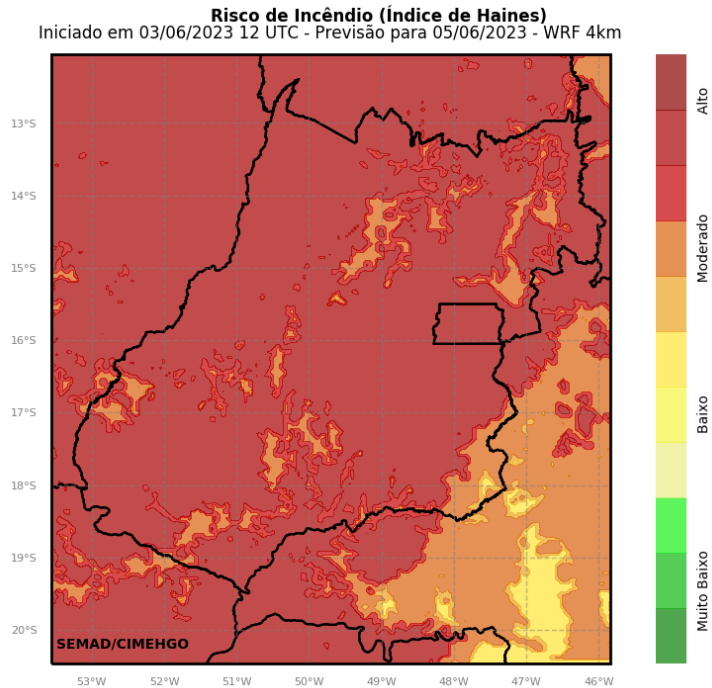 Risco de Incêndio (Índice de Haines)
Iniciado em 03/06/2023 12 UTC - Previsão para 05/06/2023 - WRF 4km
13°S
14°S
15°S
16°S
17°S
18°S
19°S
20°S
SEMAD/CIMEHGO
53°W 52°W 51°W 50°W 49°W 48°W 47°W 46°W
Alto
Moderado
Baixo
Muito Baixo